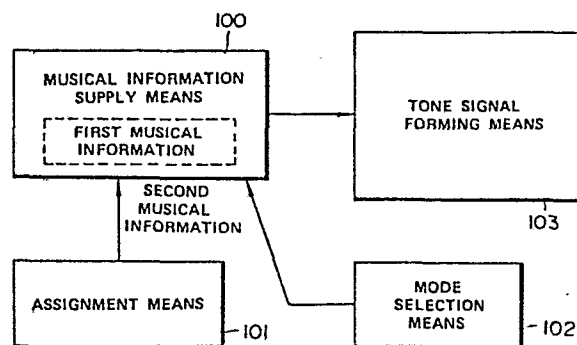 100
MUSICAL INFORMATION
SUPPLY MEANS
FIRST MUSICAL
INFORMATION
TONE SIGNAL
FORMING MEANS
103
SECOND
MUSICAL
INFORMATION
ASSIGNMENT MEANS
101
MODE
SELECTION
MEANS
102